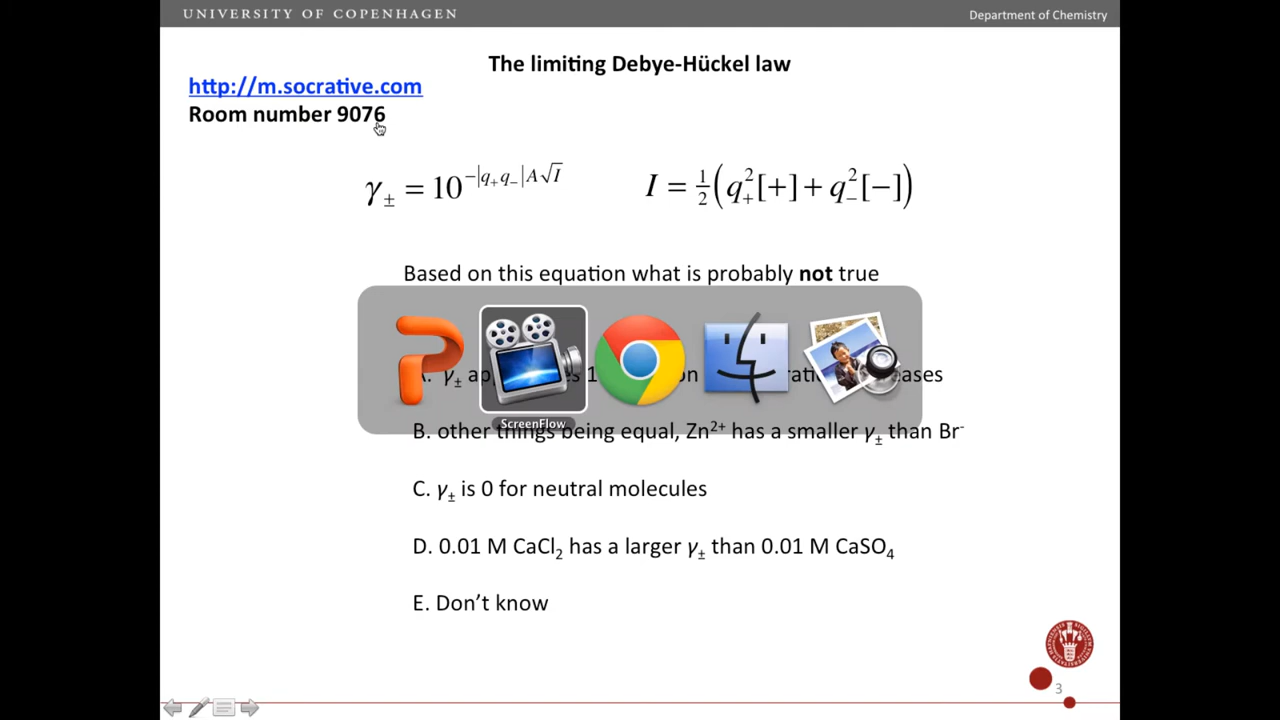 UNIVERSITY OF COPENHAGEN
Department of Chemistry
The limiting Debye-Hückel law
http://m.socrative.com
Room number 9076
γ± = 10^(-|q₊q₋|A√I)
I = ½(q₊²[+] + q₋²[−])
Based on this equation what is probably not true
γ± 1
ScreenFlow
B. other things being equal, Zn²⁺ has a smaller γ± than Br⁻
C. γ± is 0 for neutral molecules
D. 0.01 M CaCl₂ has a larger γ± than 0.01 M CaSO₄
E. Don't know
3